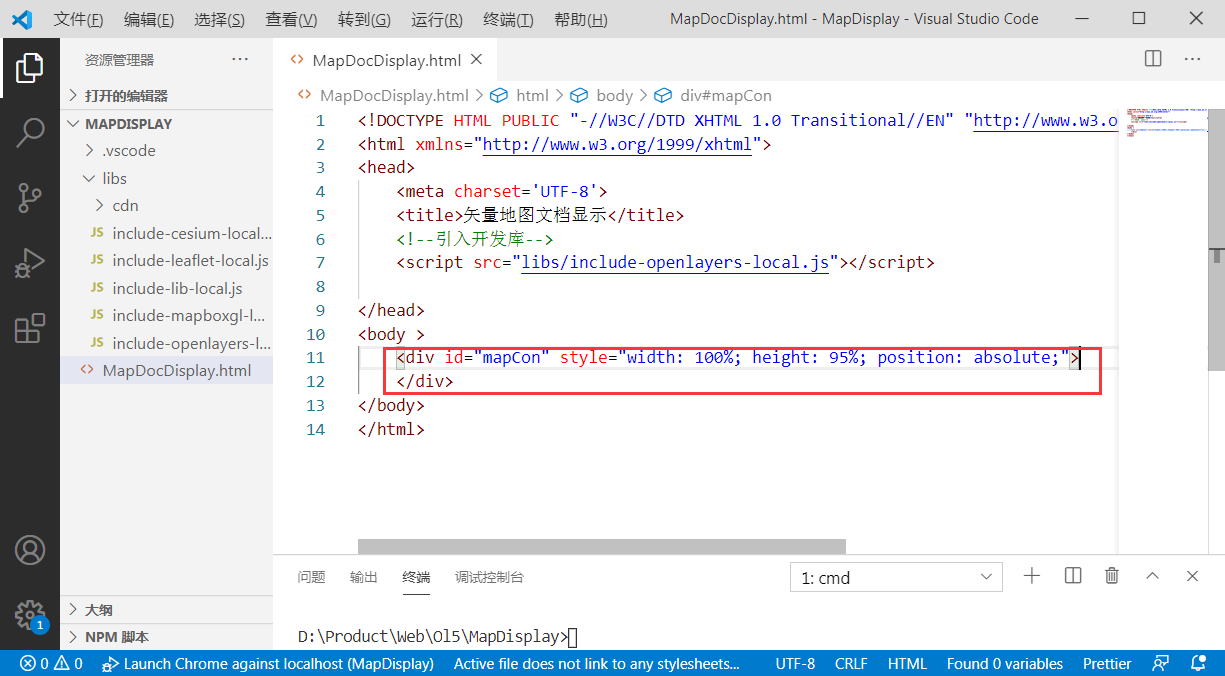 文件(F) 编辑(E) 选择(S) 查看(V) 转到(G) 运行(R) 终端(T) 帮助(H) MapDocDisplay.html - MapDisplay - Visual Studio Code
资源管理器 ···
打开的编辑器
MAPDISPLAY
.vscode
libs
cdn
JS include-cesium-local...
JS include-leaflet-local.js
JS include-lib-local.js
JS include-mapboxgl-l...
JS include-openlayers-l...
<> MapDocDisplay.html
大纲
NPM 脚本
1
<> MapDocDisplay.html ×
<> MapDocDisplay.html > html > body > div#mapCon
1 <!DOCTYPE HTML PUBLIC "-//W3C//DTD XHTML 1.0 Transitional//EN" "http://www.w3.o
2 <html xmlns="http://www.w3.org/1999/xhtml">
3 <head>
4 <meta charset='UTF-8'>
5 <title>矢量地图文档显示</title>
6 <!--引入开发库-->
7 <script src="libs/include-openlayers-local.js"></script>
8
9 </head>
10 <body >
11 <div id="mapCon" style="width: 100%; height: 95%; position: absolute;">
12 </div>
13 </body>
14 </html>
问题 输出 终端 调试控制台 1: cmd
D:\Product\Web\Ol5\MapDisplay>
0 0 Launch Chrome against localhost (MapDisplay) Active file does not link to any stylesheets... UTF-8 CRLF HTML Found 0 variables Prettier